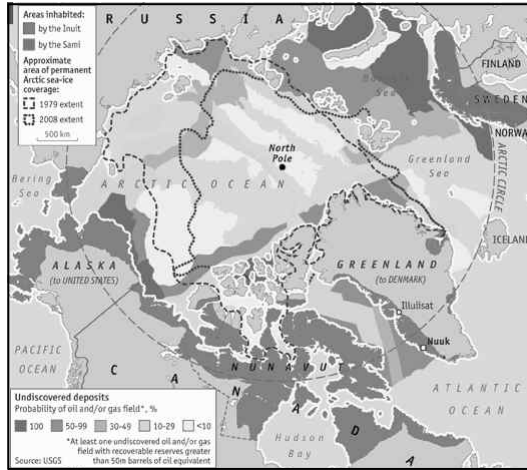 Areas inhabited:
by the Inuit
by the Sami
Approximate
area of permanent
Arctic sea-ice
coverage:
1979 extent
2008 extent
500 km
R U S S I A
Sea
FINLAND
SWEDEN
NORWAY
ARCTIC CIRCLE
North
Pole
Greenland
Sea
Bering
Sea
ARCTIC OCEAN
ICELAND
ALASKA
(to UNITED STATES)
GREENLAND
(to DENMARK)
Illulisat
Nuuk
PACIFIC
OCEAN
NUNAVUT
CANADA
ATLANTIC
OCEAN
Hudson
Bay
Undiscovered deposits
Probability of oil and/or gas field*, %
100 50-99 30-49 10-29 <10
*At least one undiscovered oil and/or gas
field with recoverable reserves greater
than 50m barrels of oil equivalent
Source: USGS